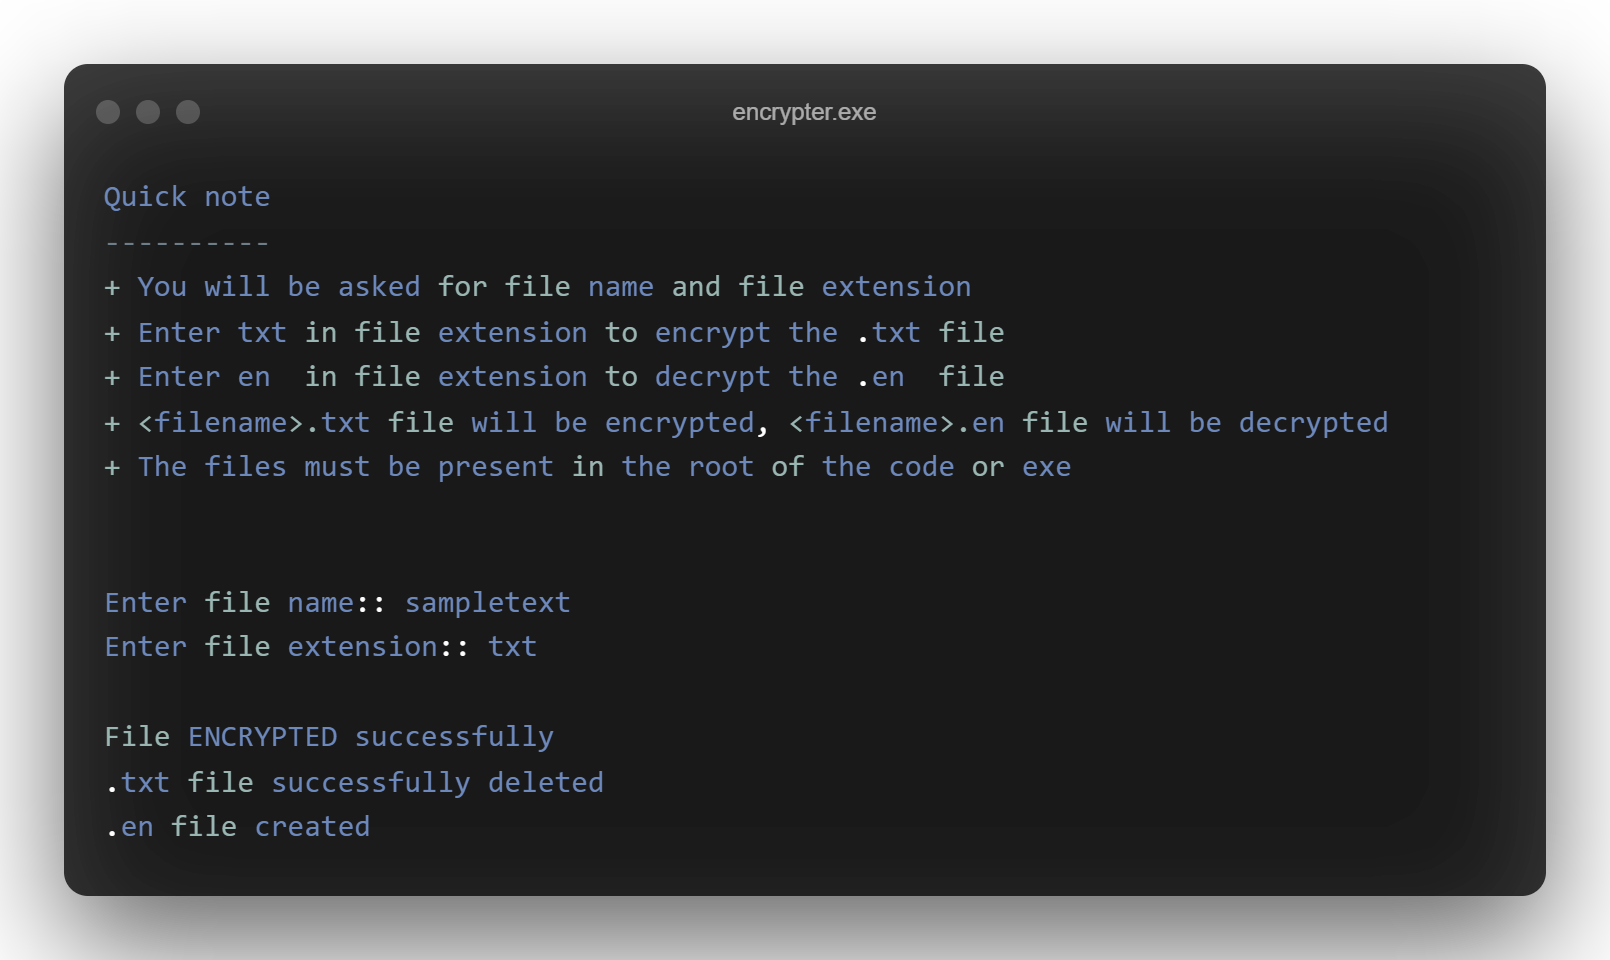 encrypter.exe
Quick note
----------
+ You will be asked for file name and file extension
+ Enter txt in file extension to encrypt the .txt file
+ Enter en  in file extension to decrypt the .en  file
+ <filename>.txt file will be encrypted, <filename>.en file will be decrypted
+ The files must be present in the root of the code or exe
Enter file name:: sampletext
Enter file extension:: txt
File ENCRYPTED successfully
.txt file successfully deleted
.en file created